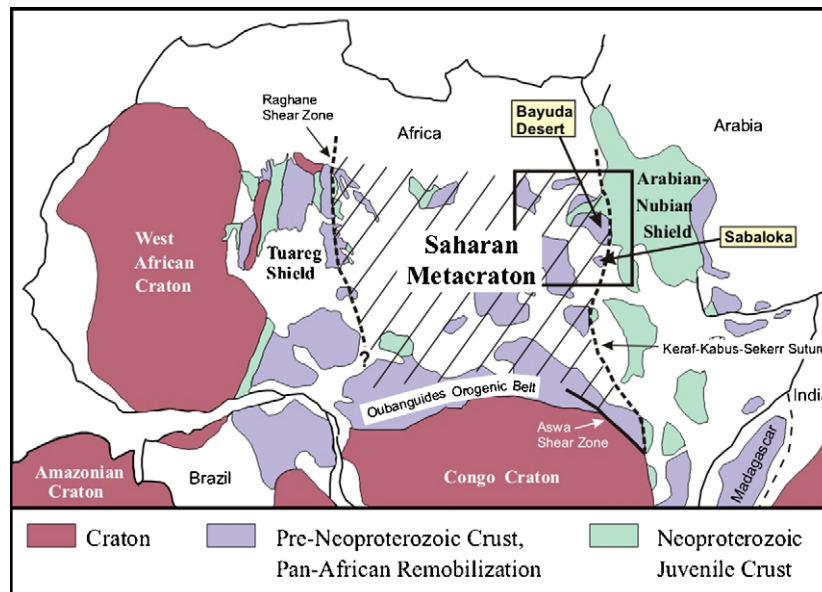 Raghane
Shear Zone
Africa
Bayuda
Desert
Arabia
Arabian-
Nubian
Shield
West
African
Craton
Tuareg
Shield
Saharan
Metacraton
Sabaloka
Keraf-Kabus-Sekerr Suture
?
Oubanguides Orogenic Belt
Aswa
Shear Zone
India
Madagascar
Amazonian
Craton
Brazil
Congo Craton
Craton
Pre-Neoproterozoic Crust,
Pan-African Remobilization
Neoproterozoic
Juvenile Crust